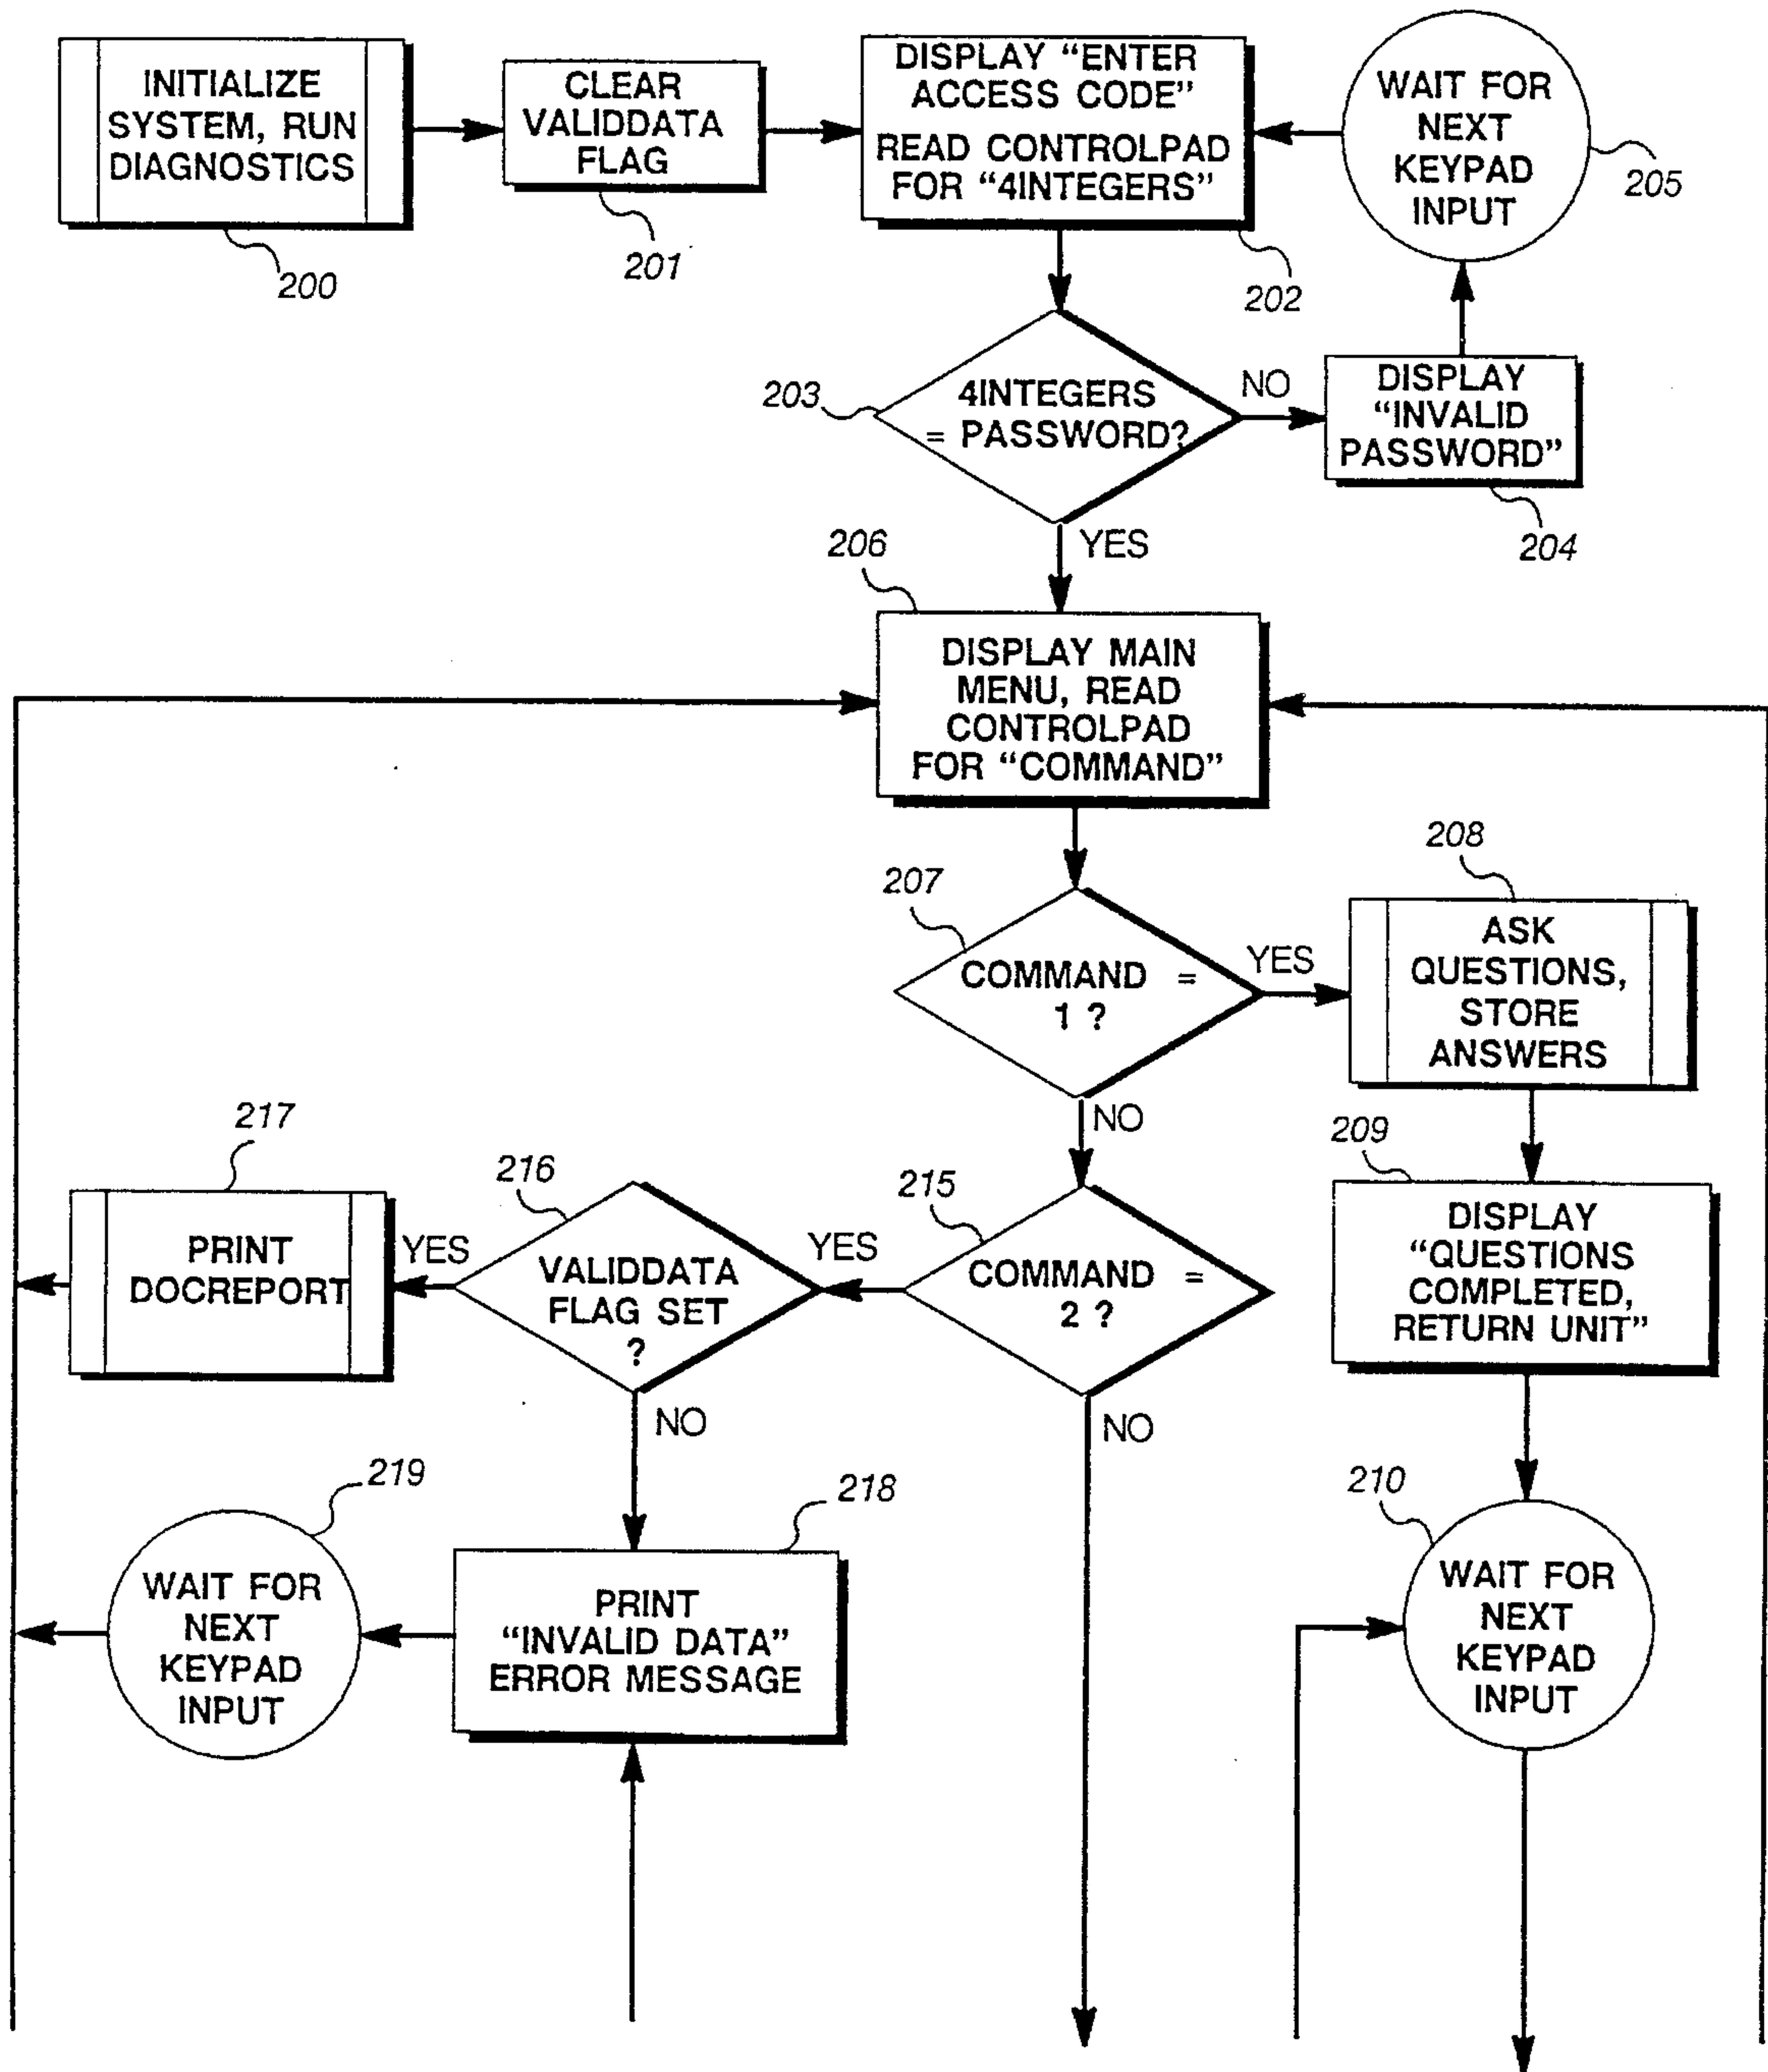 INITIALIZE
SYSTEM, RUN
DIAGNOSTICS
200
CLEAR
VALIDDATA
FLAG
201
DISPLAY “ENTER
ACCESS CODE”
READ CONTROLPAD
FOR “4INTEGERS”
202
WAIT FOR
NEXT
KEYPAD
INPUT
205
203
4INTEGERS
= PASSWORD?
NO
DISPLAY
“INVALID
PASSWORD”
204
YES
206
DISPLAY MAIN
MENU, READ
CONTROLPAD
FOR “COMMAND”
207
COMMAND =
1 ?
YES
208
ASK
QUESTIONS,
STORE
ANSWERS
NO
209
DISPLAY
“QUESTIONS
COMPLETED,
RETURN UNIT”
215
COMMAND =
2 ?
YES
216
VALIDDATA
FLAG SET
?
YES
217
PRINT
DOCREPORT
NO
NO
219
WAIT FOR
NEXT
KEYPAD
INPUT
218
PRINT
“INVALID DATA”
ERROR MESSAGE
210
WAIT FOR
NEXT
KEYPAD
INPUT